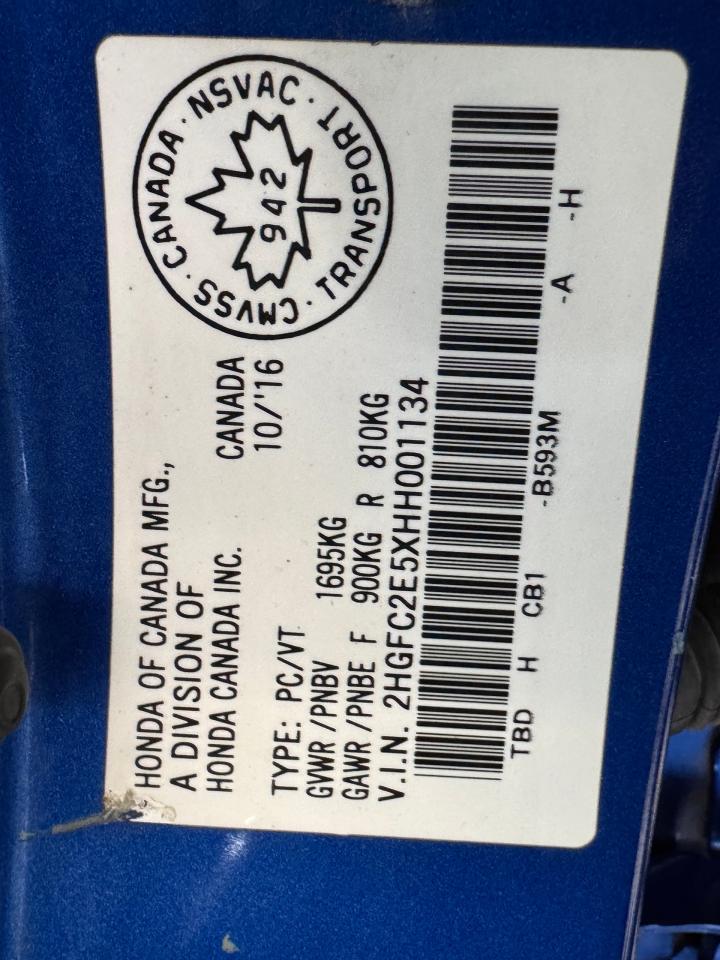 HONDA OF CANADA MFG.,
A DIVISION OF
HONDA CANADA INC.
CANADA
10/'16
TYPE: PC/VT
GVWR /PNBV 1695KG
GAWR /PNBE F 900KG R 810KG
V.I.N. 2HGFC2E5XHH001134
TBD H CB1 -B593M -A -H
CMVSS · CANADA · NSVAC · TRANSPORT ·
942